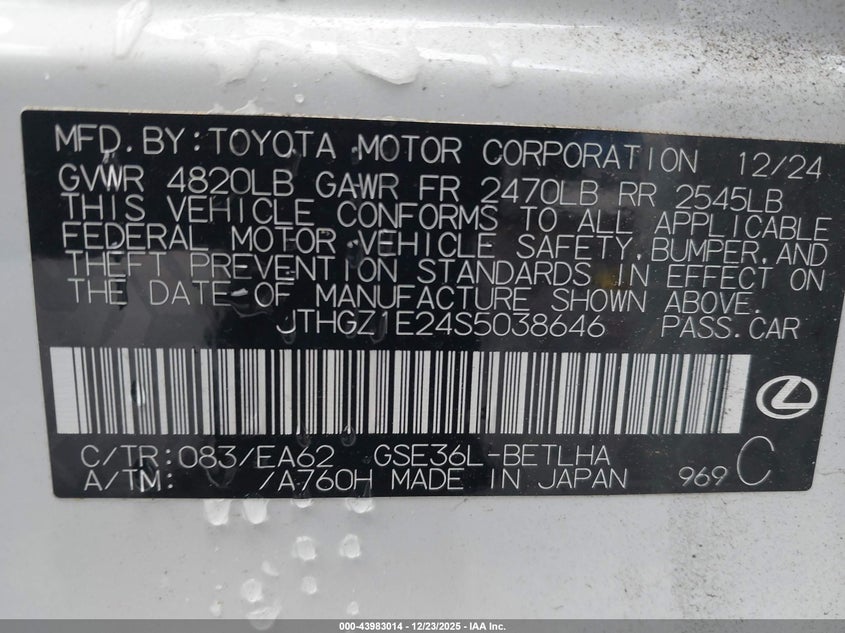 MFD.BY:TOYOTA MOTOR CORPORATION 12/24
GVWR 4820LB GAWR FR 2470LB RR 2545LB
THIS VEHICLE CONFORMS TO ALL APPLICABLE
FEDERAL MOTOR VEHICLE SAFETY,BUMPER,AND
THEFT PREVENTION STANDARDS IN EFFECT ON
THE DATE OF MANUFACTURE SHOWN ABOVE.
JTHGZ1E24S5038646 PASS.CAR
C/TR:083/EA62 GSE36L-BETLHA
A/TM: /A760H MADE IN JAPAN 969 C
000-43983014 - 12/23/2025 - IAA Inc.